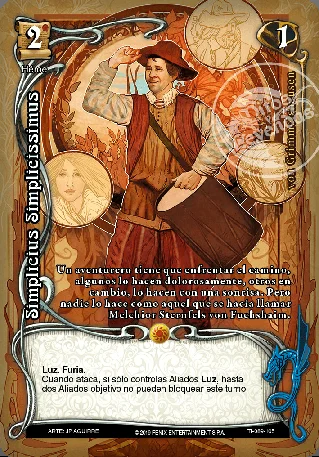 2
1
Héroe
Simplicius Simplicissimus
von Grimmelshausen
Un aventurero tiene que enfrentar el camino,
algunos lo hacen dolorosamente, otros en
cambio, lo hacen con una sonrisa. Pero
nadie lo hace como aquel que se hacía llamar
Melchior Sternfels von Fuchshaim.
Luz. Furia.
Cuando ataca, si sólo controlas Aliados Luz, hasta
dos Aliados objetivo no pueden bloquear este turno
ARTE: JP AGUIRRE
FENIX ENTERTAINMENT S.P.A.